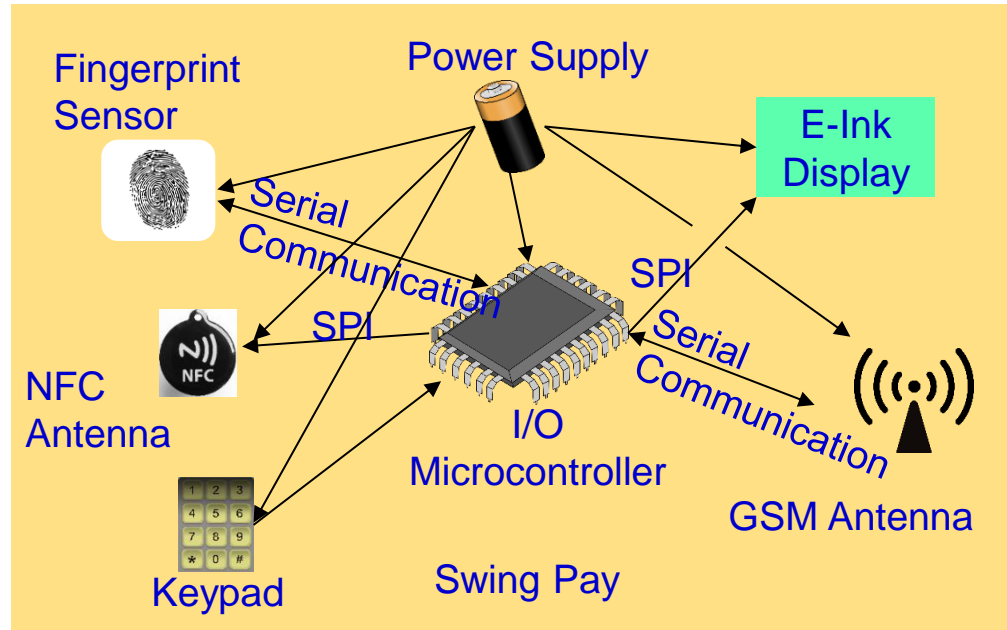 Power Supply
Fingerprint
Sensor
E-Ink
Display
Serial
Communication
SPI
SPI
NFC
NFC
Antenna
Serial
Communication
I/O
Microcontroller
GSM Antenna
1 2 3
4 5 6
7 8 9
* 0 #
Keypad
Swing Pay